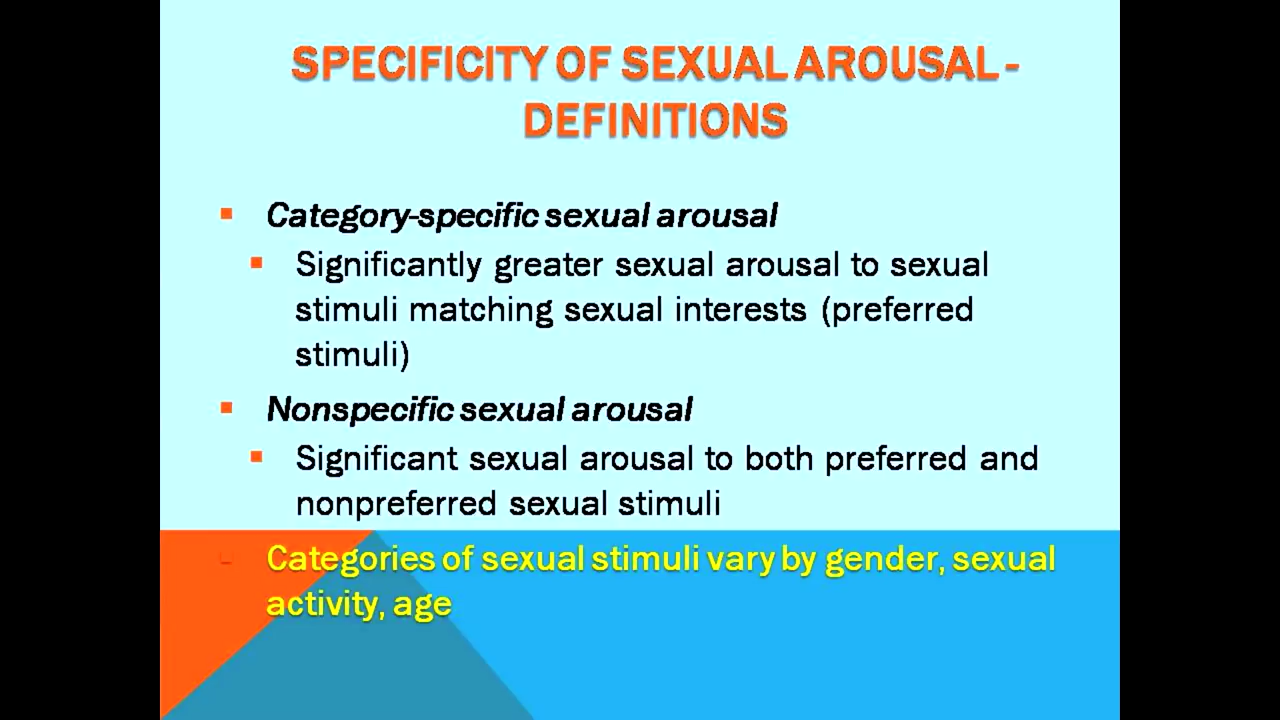 SPECIFICITY OF SEXUAL AROUSAL -
DEFINITIONS
Category-specific sexual arousal
Significantly greater sexual arousal to sexual
stimuli matching sexual interests (preferred
stimuli)
Nonspecific sexual arousal
Significant sexual arousal to both preferred and
nonpreferred sexual stimuli
- Categories of sexual stimuli vary by gender, sexual
activity, age